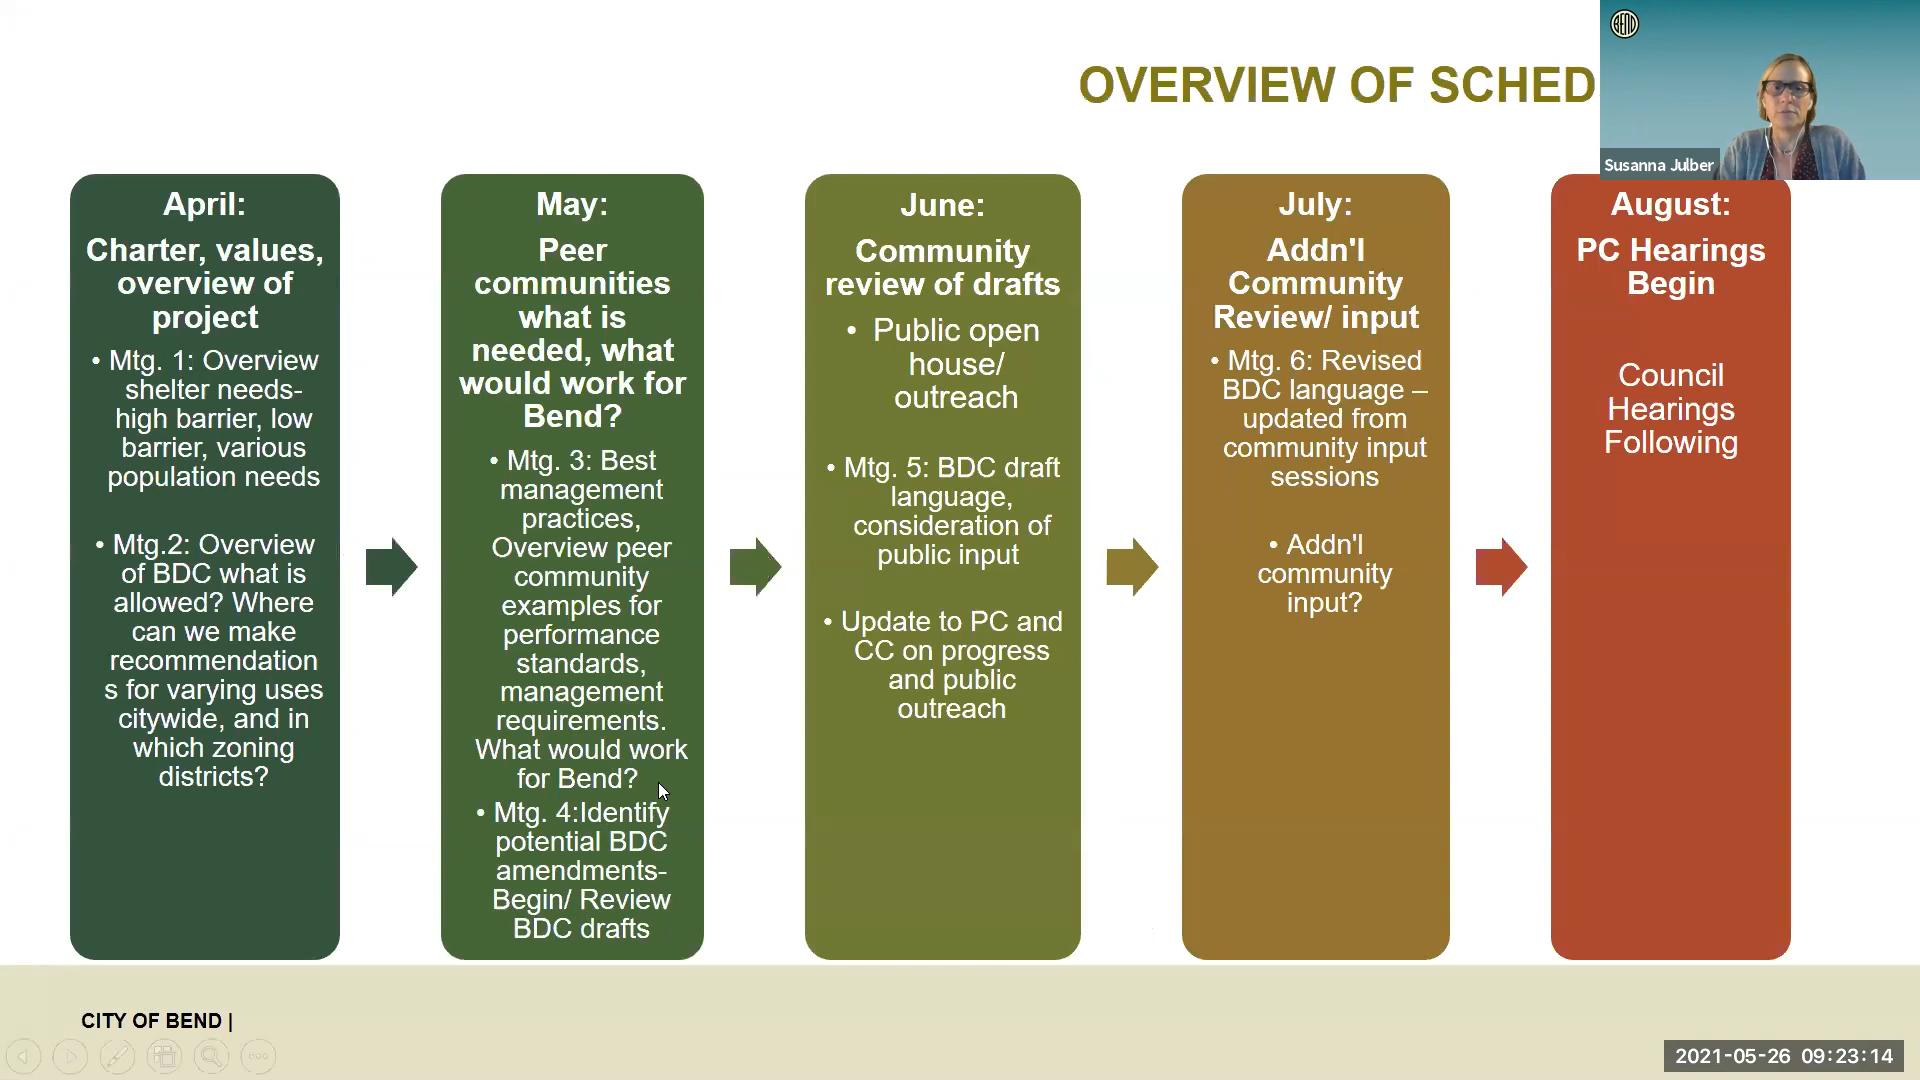 BEND
OVERVIEW OF SCHED
Susanna Julber
April:
Charter, values,
overview of
project
• Mtg. 1: Overview
shelter needs-
high barrier, low
barrier, various
population needs
• Mtg.2: Overview
of BDC what is
allowed? Where
can we make
recommendation
s for varying uses
citywide, and in
which zoning
districts?
May:
Peer
communities
what is
needed, what
would work for
Bend?
• Mtg. 3: Best
management
practices,
Overview peer
community
examples for
performance
standards,
management
requirements.
What would work
for Bend?
• Mtg. 4:Identify
potential BDC
amendments-
Begin/ Review
BDC drafts
June:
Community
review of drafts
• Public open
house/
outreach
• Mtg. 5: BDC draft
language,
consideration of
public input
• Update to PC and
CC on progress
and public
outreach
July:
Addn'l
Community
Review/ input
• Mtg. 6: Revised
BDC language –
updated from
community input
sessions
• Addn'l
community
input?
August:
PC Hearings
Begin
Council
Hearings
Following
CITY OF BEND |
2021-05-26 09:23:14